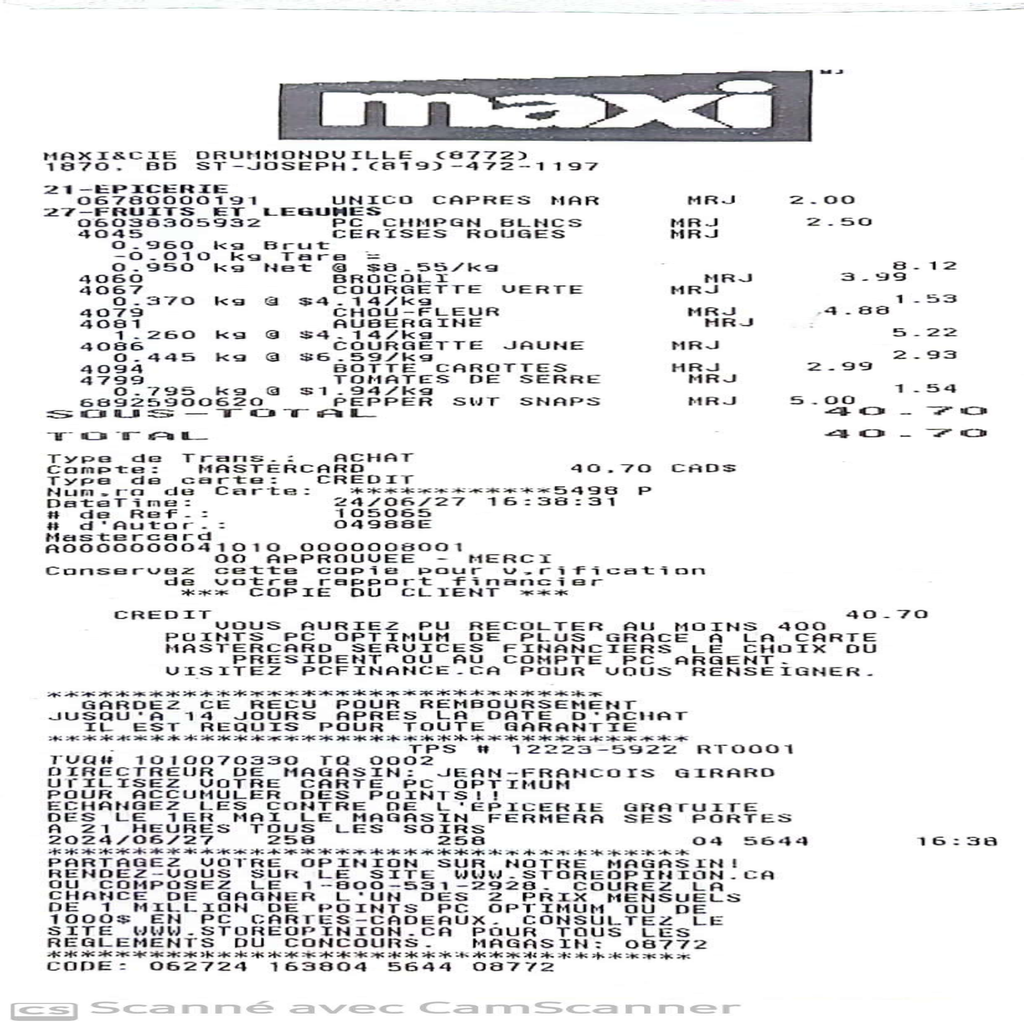 maxi MJ
MAXI&CIE DRUMMONDVILLE (8772)
1870, BD ST-JOSEPH,(819)-472-1197
21-EPICERIE
06780000191 UNICO CAPRES MAR MRJ 2.00
27-FRUITS ET LEGUMES
06038305932 PC CHMPGN BLNCS MRJ 2.50
4045 CERISES ROUGES MRJ
0.960 kg Brut
-0.010 kg Tare =
0.950 kg Net @ $8.55/kg 8.12
4060 BROCOLI MRJ 3.99
4067 COURGETTE VERTE MRJ
0.370 kg @ $4.14/kg 1.53
4079 CHOU-FLEUR MRJ 4.88
4081 AUBERGINE MRJ
1.260 kg @ $4.14/kg 5.22
4086 COURGETTE JAUNE MRJ
0.445 kg @ $6.59/kg 2.93
4094 BOTTE CAROTTES MRJ 2.99
4799 TOMATES DE SERRE MRJ
0.795 kg @ $1.94/kg 1.54
68925900620 PEPPER SWT SNAPS MRJ 5.00
SOUS-TOTAL 40.70
TOTAL 40.70
Type de Trans.: ACHAT
Compte: MASTERCARD 40.70 CAD$
Type de carte: CREDIT
Num.ro de Carte: ************5498 P
DateTime: 24/06/27 16:38:31
# de Ref.: 105065
# d'Autor.: 04988E
Mastercard
A0000000041010 0000008001
00 APPROUVEE - MERCI
Conservez cette copie pour v.rification
de votre rapport financier
*** COPIE DU CLIENT ***
CREDIT 40.70
VOUS AURIEZ PU RECOLTER AU MOINS 400
POINTS PC OPTIMUM DE PLUS GRACE A LA CARTE
MASTERCARD SERVICES FINANCIERS LE CHOIX DU
PRESIDENT OU AU COMPTE PC ARGENT.
VISITEZ PCFINANCE.CA POUR VOUS RENSEIGNER.
**************************************
GARDEZ CE RECU POUR REMBOURSEMENT
JUSQU'A 14 JOURS APRES LA DATE D'ACHAT
IL EST REQUIS POUR TOUTE GARANTIE
**************************************
TPS # 12223-5922 RT0001
TVQ# 1010070330 TQ 0002
DIRECTREUR DE MAGASIN: JEAN-FRANCOIS GIRARD
UTILISEZ VOTRE CARTE PC OPTIMUM
POUR ACCUMULER DES POINTS!!
ECHANGEZ LES CONTRE DE L'EPICERIE GRATUITE
DES LE 1ER MAI LE MAGASIN FERMERA SES PORTES
A 21 HEURES TOUS LES SOIRS
2024/06/27 258 258 04 5644 16:38
**************************************
PARTAGEZ VOTRE OPINION SUR NOTRE MAGASIN!
RENDEZ-VOUS SUR LE SITE WWW.STOREOPINION.CA
OU COMPOSEZ LE 1-800-531-2928. COUREZ LA
CHANCE DE GAGNER L'UN DES 2 PRIX MENSUELS
DE 1 MILLION DE POINTS PC OPTIMUM OU DE
1000$ EN PC CARTES-CADEAUX. CONSULTEZ LE
SITE WWW.STOREOPINION.CA POUR TOUS LES
REGLEMENTS DU CONCOURS. MAGASIN: 08772
**************************************
CODE: 062724 163804 5644 08772
CS Scanné avec CamScanner